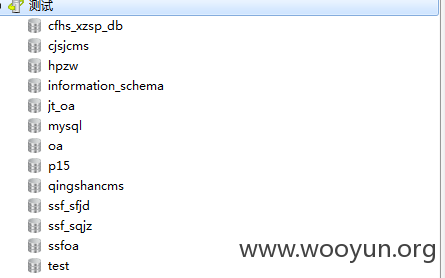 测试
cfhs_xzsp_db
cjsjcms
hpzw
information_schema
jt_oa
mysql
oa
p15
qingshancms
ssf_sfjd
ssf_sqjz
ssfoa
test
www.wooyun.org